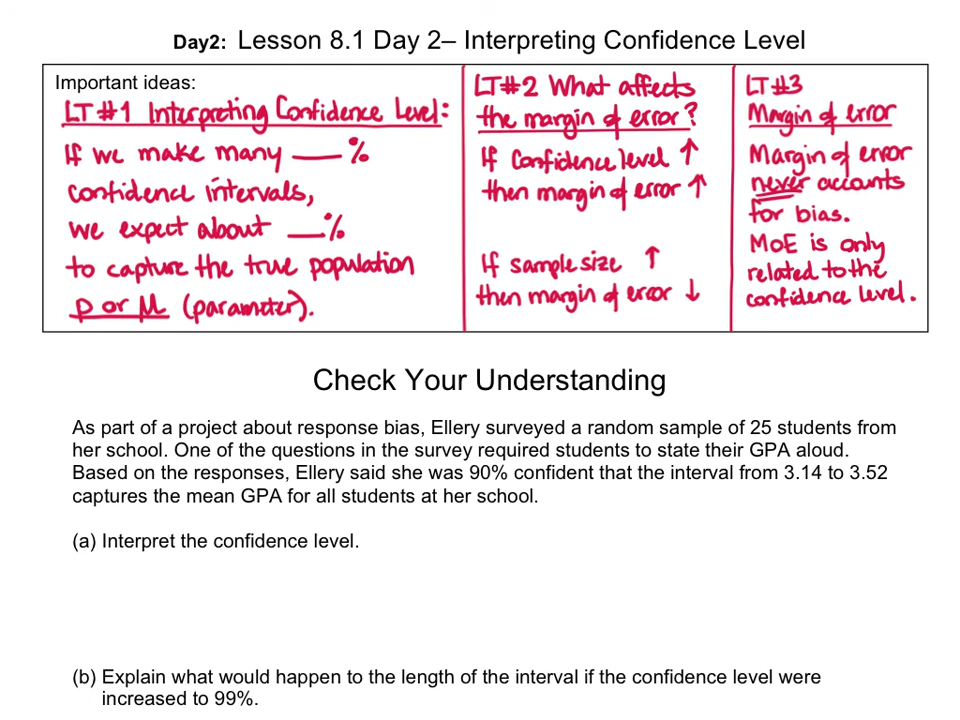 Day2: Lesson 8.1 Day 2– Interpreting Confidence Level
Important ideas:
LT #1 Interpreting Confidence Level:
If we make many ___%
confidence intervals,
we expect about ___%
to capture the true population
p or μ (parameter).
LT#2 What affects
the margin of error?
If Confidence level ↑
then margin of error ↑
If sample size ↑
then margin of error ↓
LT#3
Margin of error
Margin of error
never accounts
for bias.
MoE is only
related to the
confidence level.
Check Your Understanding
As part of a project about response bias, Ellery surveyed a random sample of 25 students from
her school. One of the questions in the survey required students to state their GPA aloud.
Based on the responses, Ellery said she was 90% confident that the interval from 3.14 to 3.52
captures the mean GPA for all students at her school.
(a) Interpret the confidence level.
(b) Explain what would happen to the length of the interval if the confidence level were
increased to 99%.